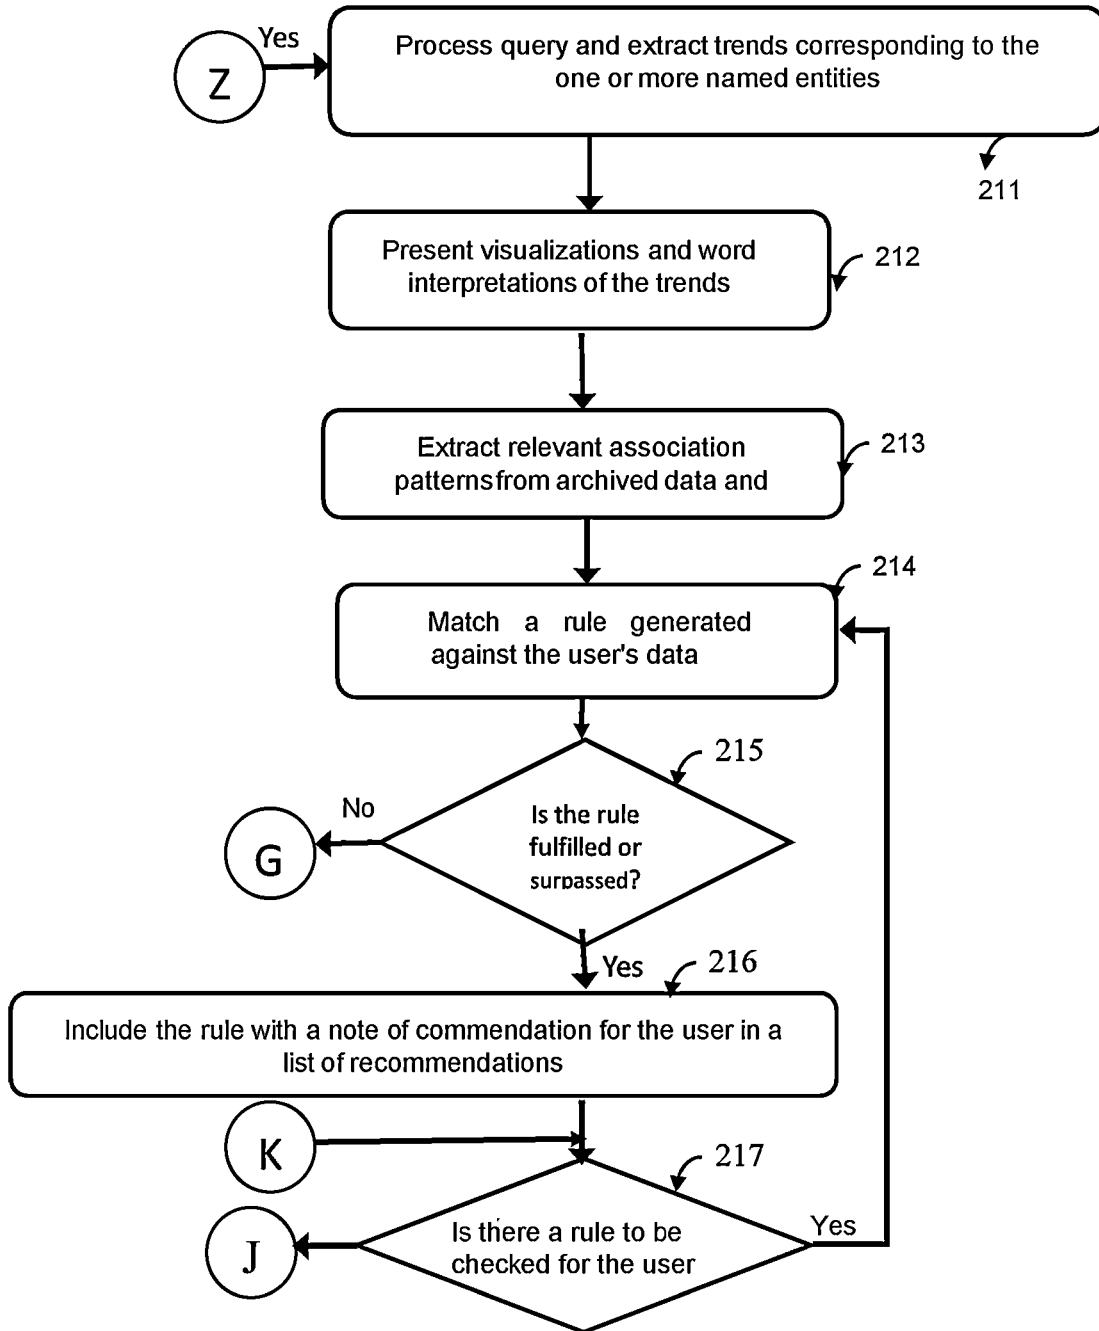 Yes
Z
Process query and extract trends corresponding to the
one or more named entities
211
Present visualizations and word
interpretations of the trends
212
Extract relevant association
patterns from archived data and
213
214
Match a rule generated
against the user's data
215
No
Is the rule
fulfilled or
surpassed?
G
Yes
216
Include the rule with a note of commendation for the user in a
list of recommendations
K
217
Is there a rule to be
checked for the user
Yes
J